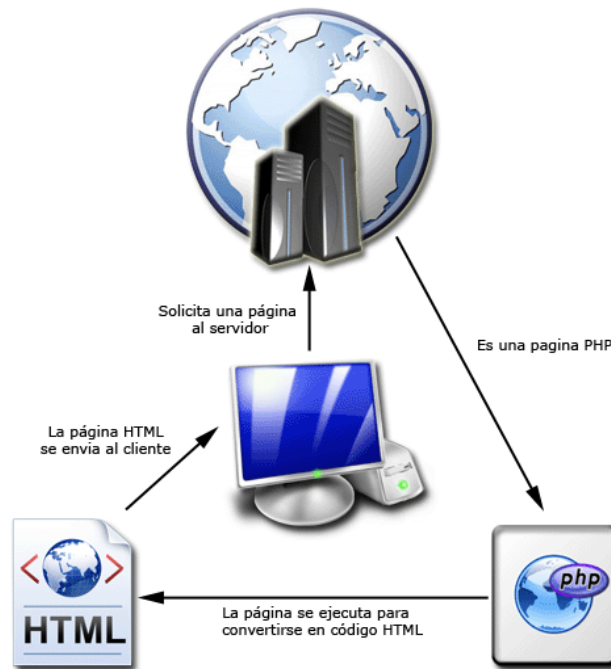 Solicita una página
al servidor
Es una pagina PHP
La página HTML
se envia al cliente
php
< >
HTML
La página se ejecuta para
convertirse en código HTML